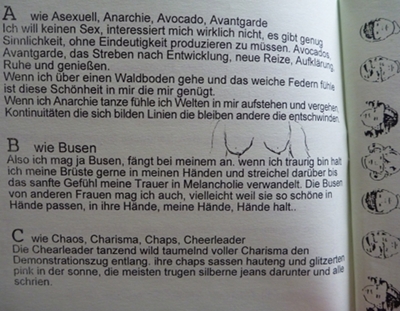 A wie Asexuell, Anarchie, Avocado, Avantgarde
Ich will keinen Sex, interessiert mich wirklich nicht, es gibt genug
Sinnlichkeit, ohne Eindeutigkeit produzieren zu müssen. Avocado,
Avantgarde, das Streben nach Entwicklung, neue Reize, Aufklärung,
Ruhe und genießen.
Wenn ich über einen Waldboden gehe und das weiche Federn fühle
ist diese Schönheit in mir die mir genügt.
Wenn ich Anarchie tanze fühle ich Welten in mir aufstehen und vergehen,
Kontinuitäten die sich bilden Linien die bleiben andere die entschwinden.
B wie Busen
Also ich mag ja Busen, fängt bei meinem an. wenn ich traurig bin halt
ich meine Brüste gerne in meinen Händen und streichel darüber bis
das sanfte Gefühl meine Trauer in Melancholie verwandelt. Die Busen
von anderen Frauen mag ich auch, vielleicht weil sie so schöne in
Hände passen, in ihre Hände, meine Hände, Hände halt..
C wie Chaos, Charisma, Chaps, Cheerleader
Die Chearleader tanzend wild taumelnd voller Charisma den
Demonstrationszug entlang. ihre chaps sassen hauteng und glitzerten
pink in der sonne, die meisten trugen silberne jeans darunter und alle
schrien.